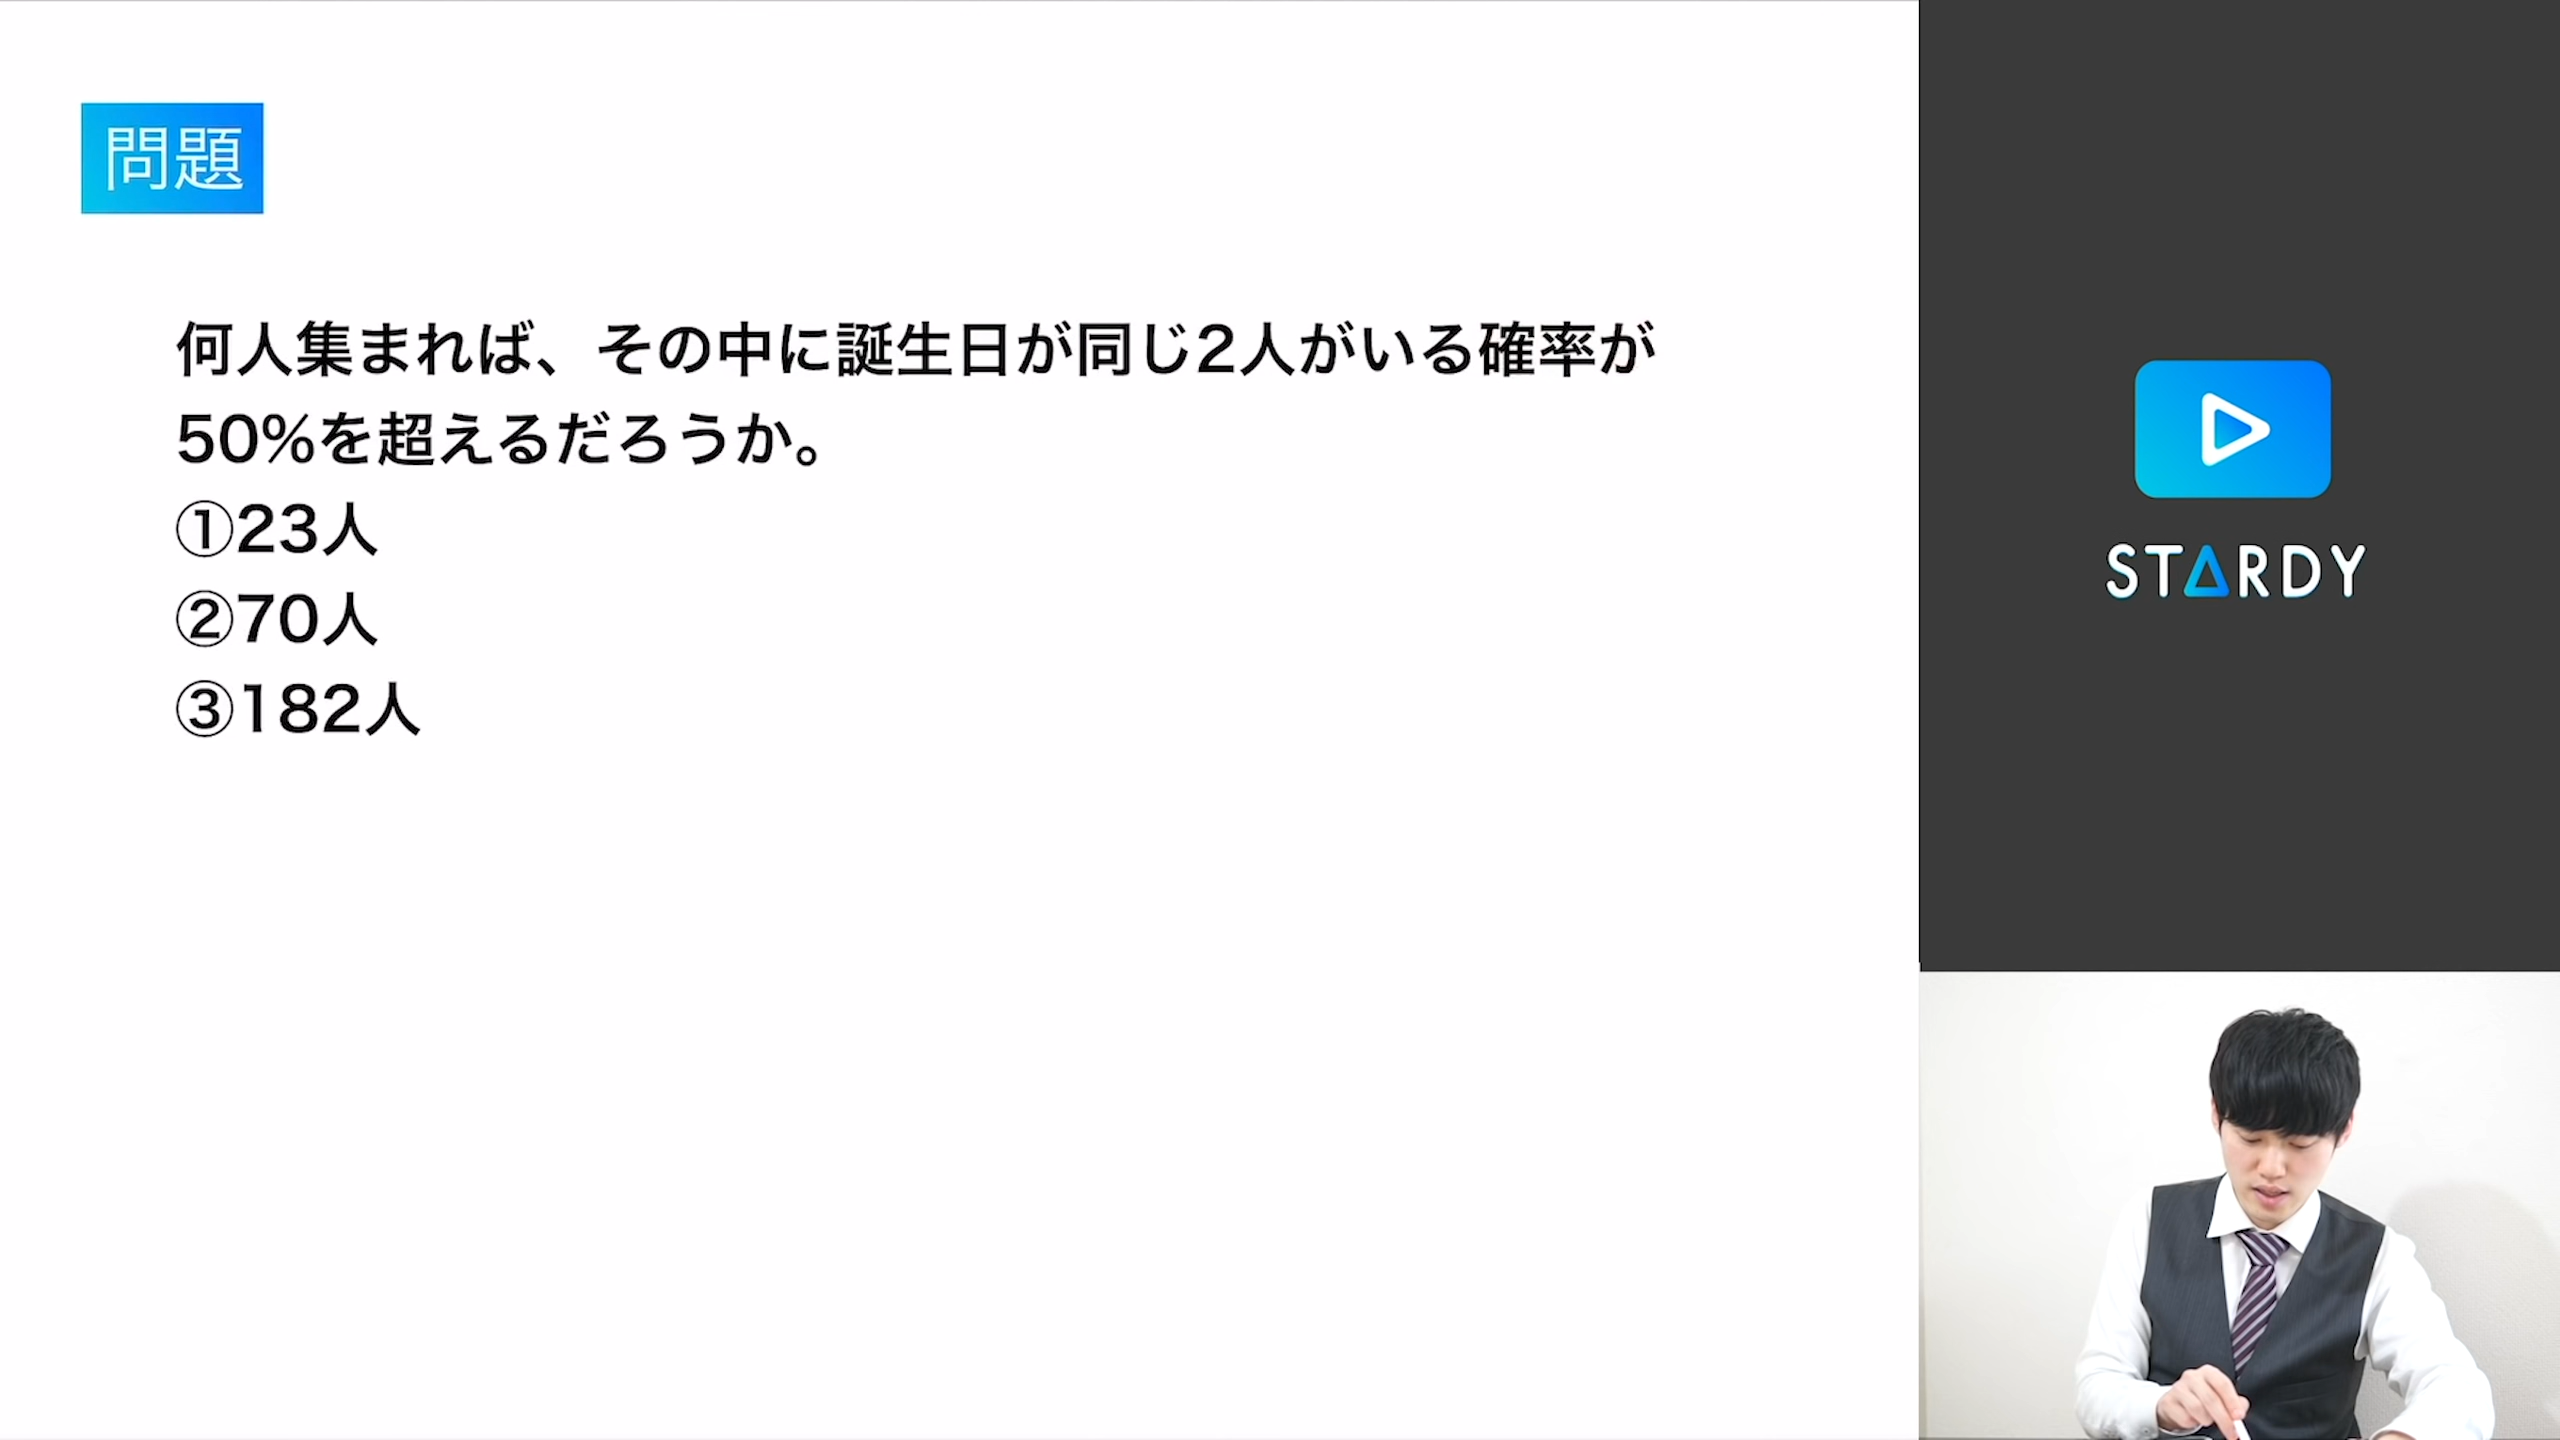 問題
何人集まれば、その中に誕生日が同じ2人がいる確率が
50%を超えるだろうか。
①23人
②70人
③182人
STARDY